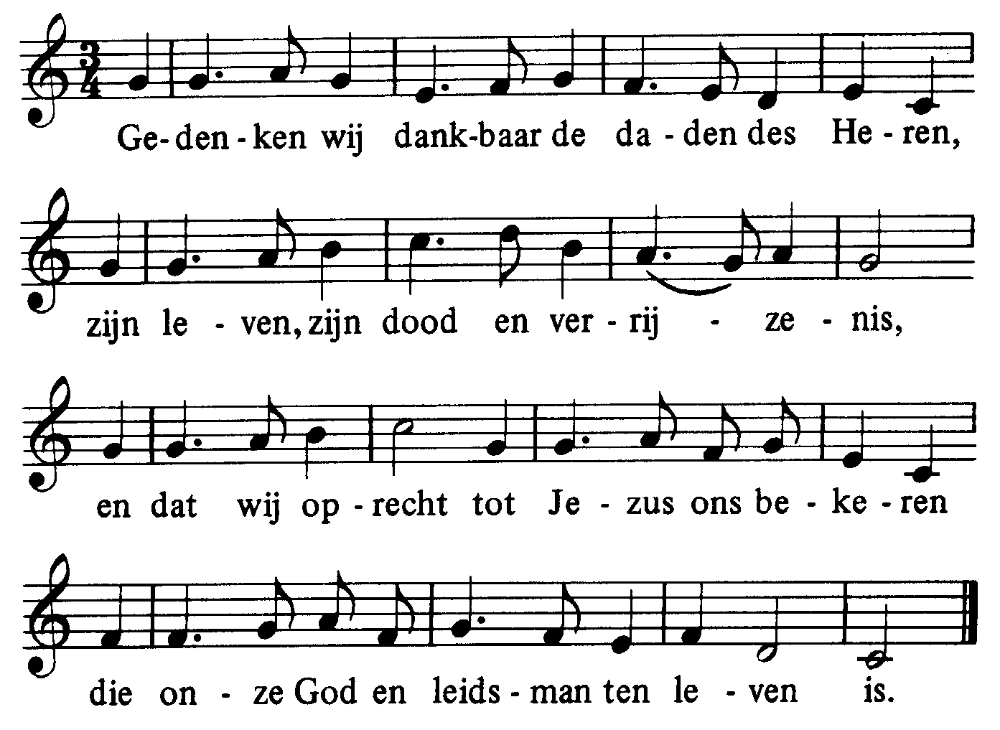 3/4
Ge-den-ken wij dank-baar de da-den des He-ren,
zijn le-ven, zijn dood en ver-rij-ze-nis,
en dat wij op-recht tot Je-zus ons be-ke-ren
die on-ze God en leids-man ten le-ven is.